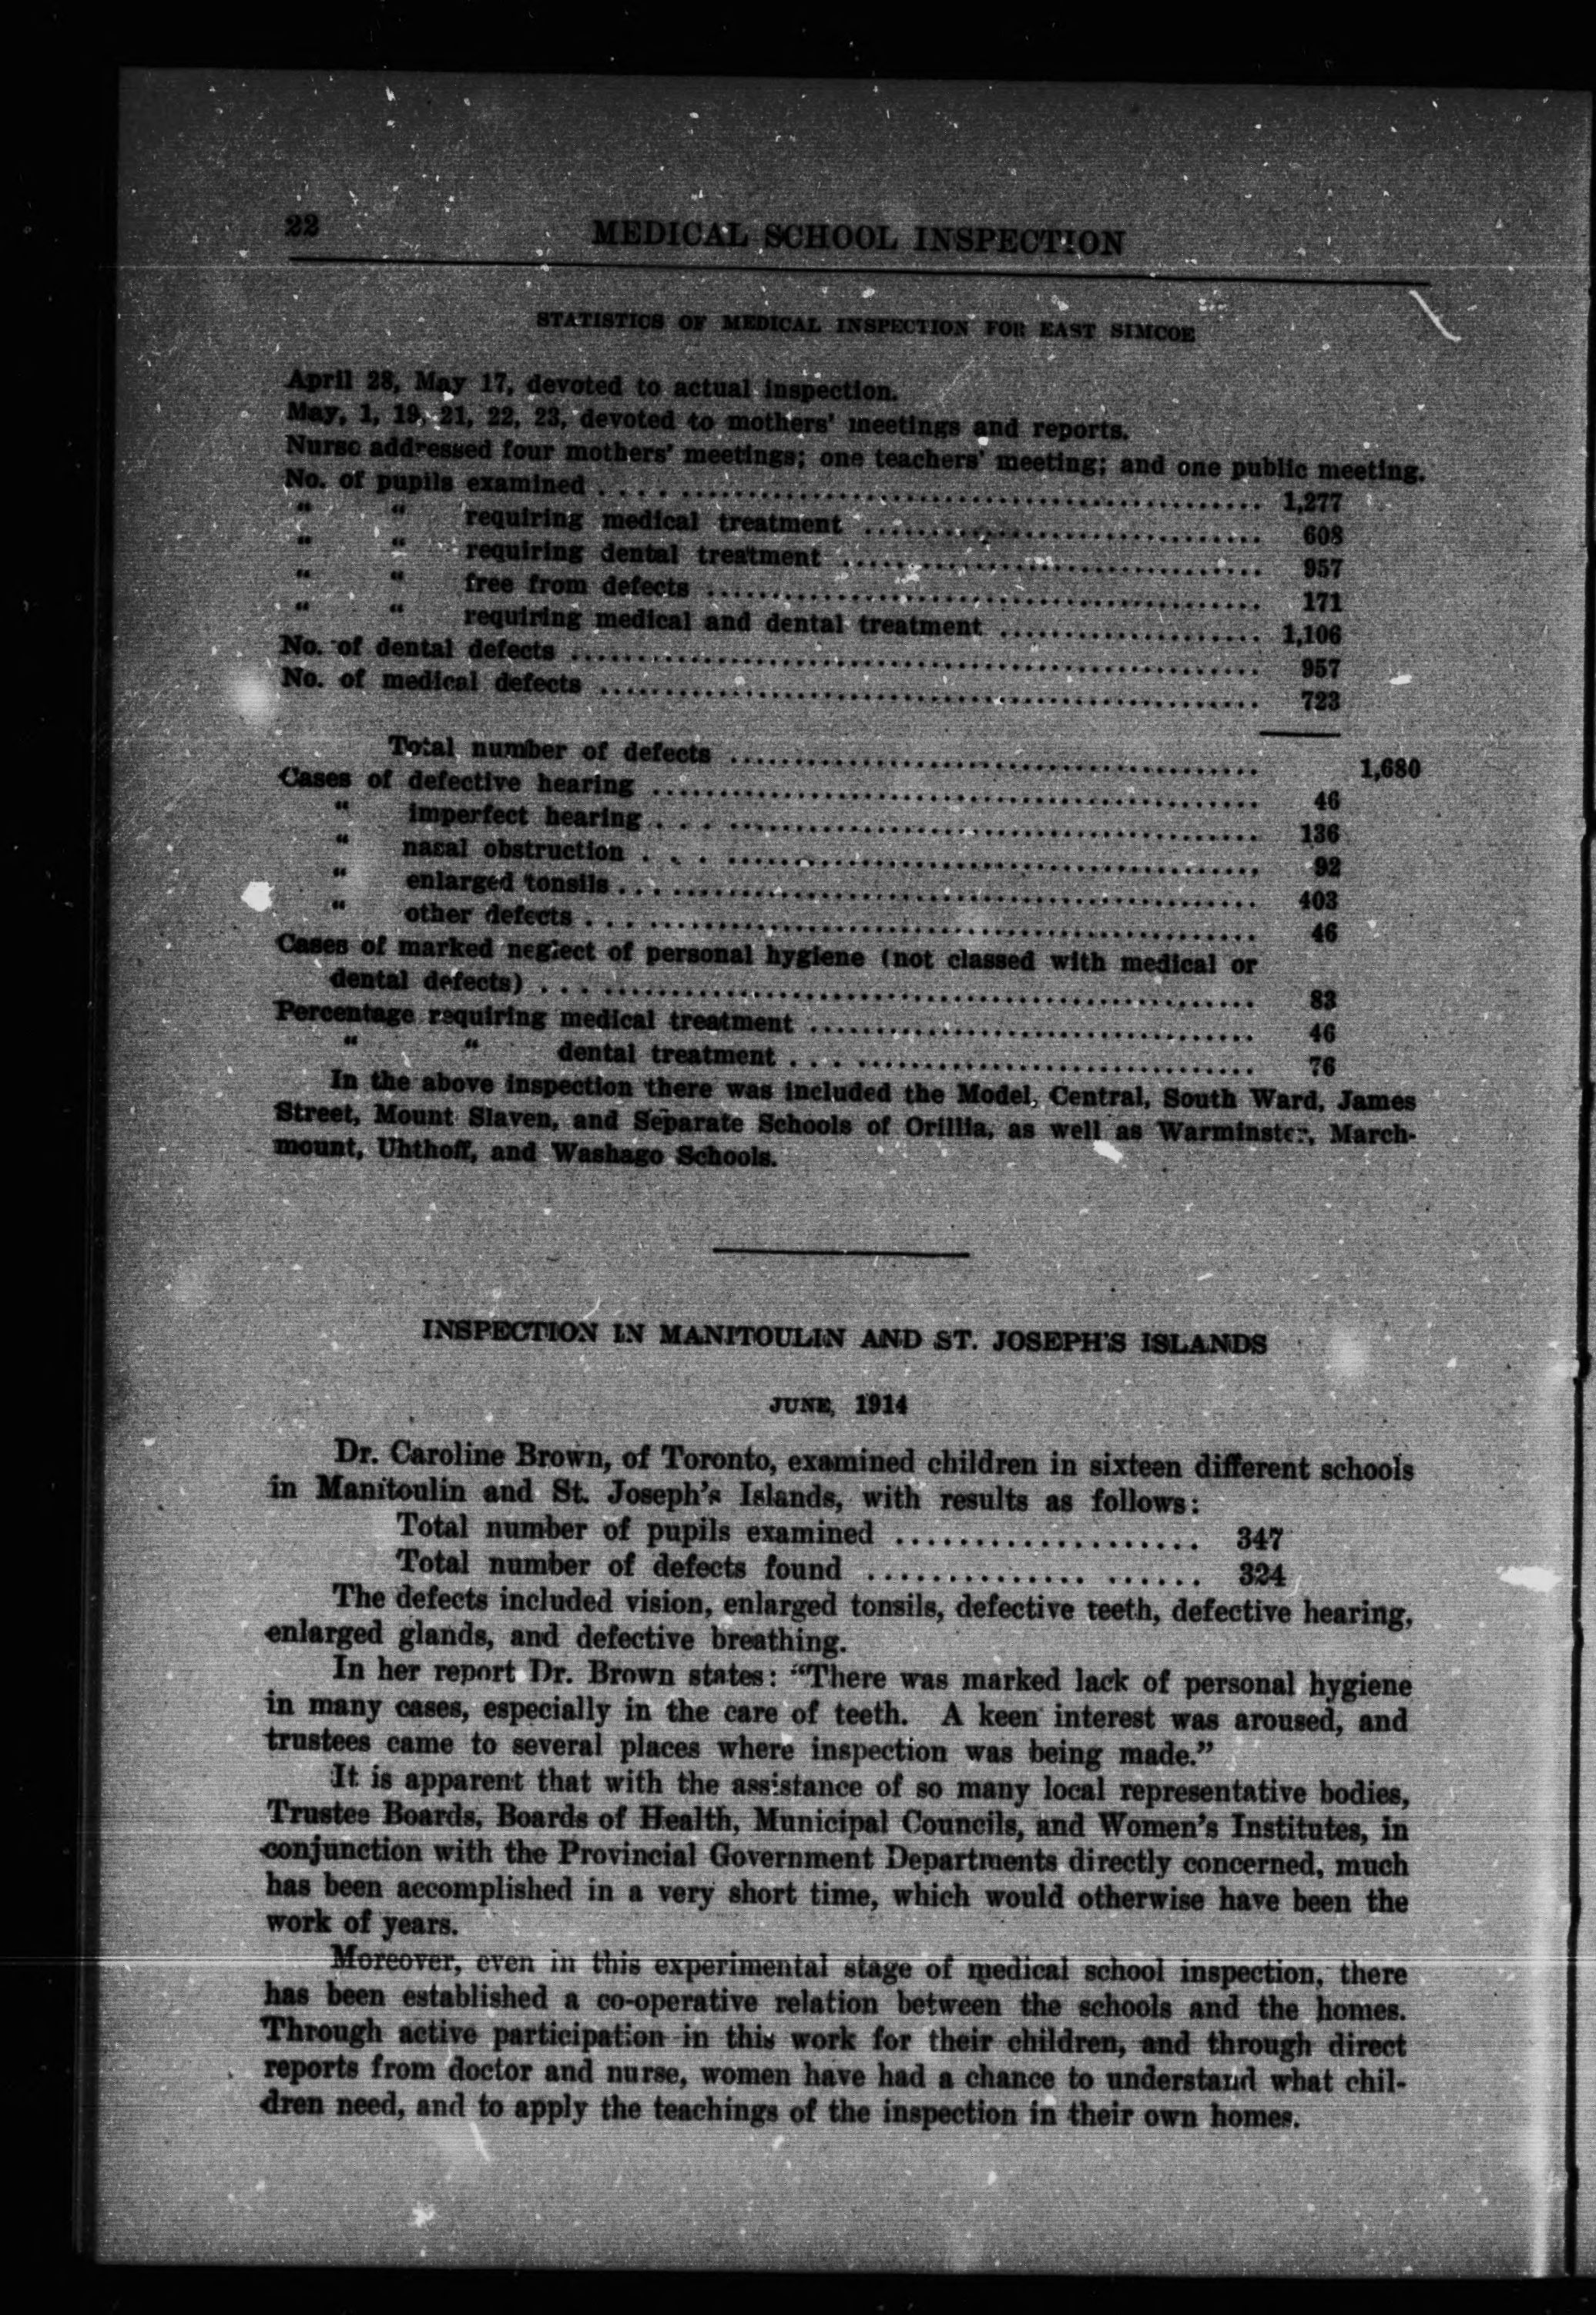 22 MEDICAL SCHOOL INSPECTION
STATISTICS OF MEDICAL INSPECTION FOR EAST SIMCOE
April 28, May 17, devoted to actual inspection.
May, 1, 19, 21, 22, 23, devoted to mothers' meetings and reports.
Nurse addressed four mothers' meetings; one teachers' meeting; and one public meeting.
No. of pupils examined .... 1,277
" " requiring medical treatment .... 608
" " requiring dental treatment .... 957
" " free from defects .... 171
" " requiring medical and dental treatment .... 1,106
No. of dental defects .... 957
No. of medical defects .... 723
Total number of defects .... 1,680
Cases of defective hearing .... 46
" imperfect hearing .... 136
" nasal obstruction .... 92
" enlarged tonsils .... 403
" other defects .... 46
Cases of marked neglect of personal hygiene (not classed with medical or
dental defects) .... 83
Percentage requiring medical treatment .... 46
" " dental treatment .... 76
In the above inspection there was included the Model, Central, South Ward, James
Street, Mount Slaven, and Separate Schools of Orillia, as well as Warminster, March-
mount, Uhthoff, and Washago Schools.
INSPECTION IN MANITOULIN AND ST. JOSEPH'S ISLANDS
JUNE, 1914
Dr. Caroline Brown, of Toronto, examined children in sixteen different schools
in Manitoulin and St. Joseph's Islands, with results as follows:
Total number of pupils examined .... 347
Total number of defects found .... 324
The defects included vision, enlarged tonsils, defective teeth, defective hearing,
enlarged glands, and defective breathing.
In her report Dr. Brown states: "There was marked lack of personal hygiene
in many cases, especially in the care of teeth. A keen interest was aroused, and
trustees came to several places where inspection was being made."
It is apparent that with the assistance of so many local representative bodies,
Trustee Boards, Boards of Health, Municipal Councils, and Women's Institutes, in
conjunction with the Provincial Government Departments directly concerned, much
has been accomplished in a very short time, which would otherwise have been the
work of years.
Moreover, even in this experimental stage of medical school inspection, there
has been established a co-operative relation between the schools and the homes.
Through active participation in this work for their children, and through direct
reports from doctor and nurse, women have had a chance to understand what chil-
dren need, and to apply the teachings of the inspection in their own homes.